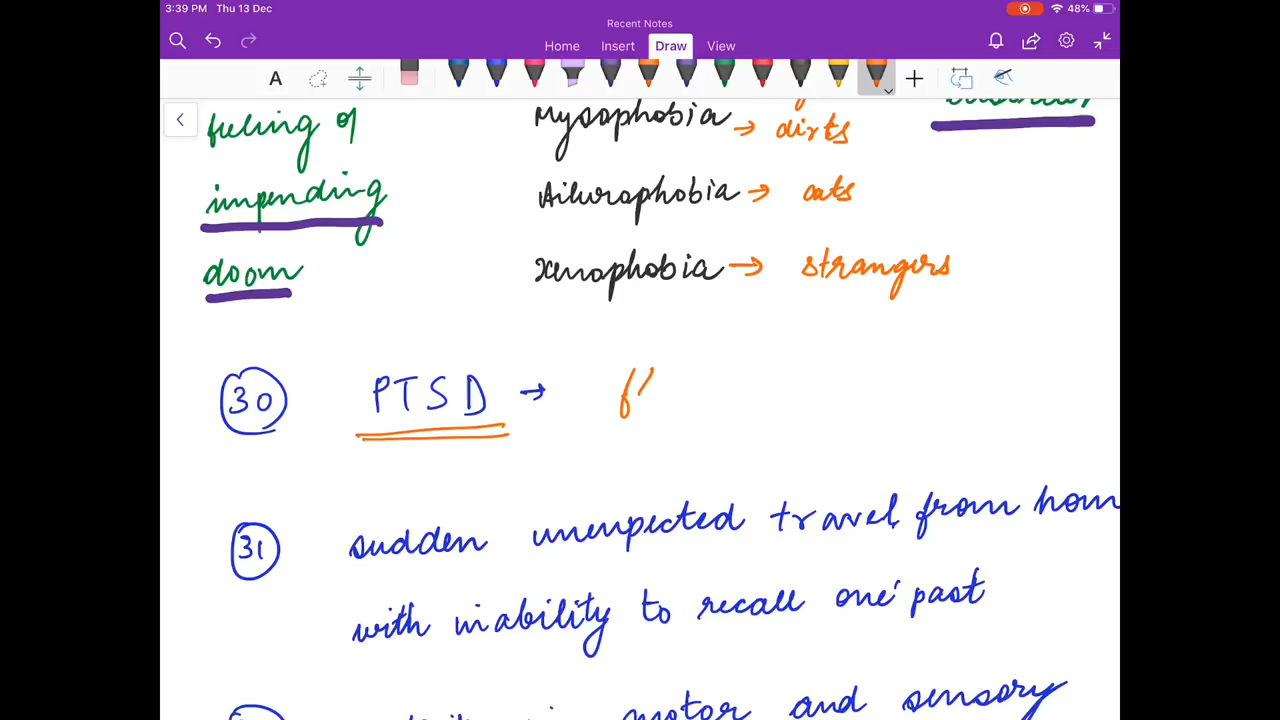 3:39 PM Thu 13 Dec
48%
Recent Notes
Home Insert Draw View
A
feeling of
impending
doom
Mysophobia → dirts
Ailurophobia → cats
Xenophobia → strangers
30 PTSD →
31 sudden unexpected travel from hom
with inability to recall one' past
motor and sensory